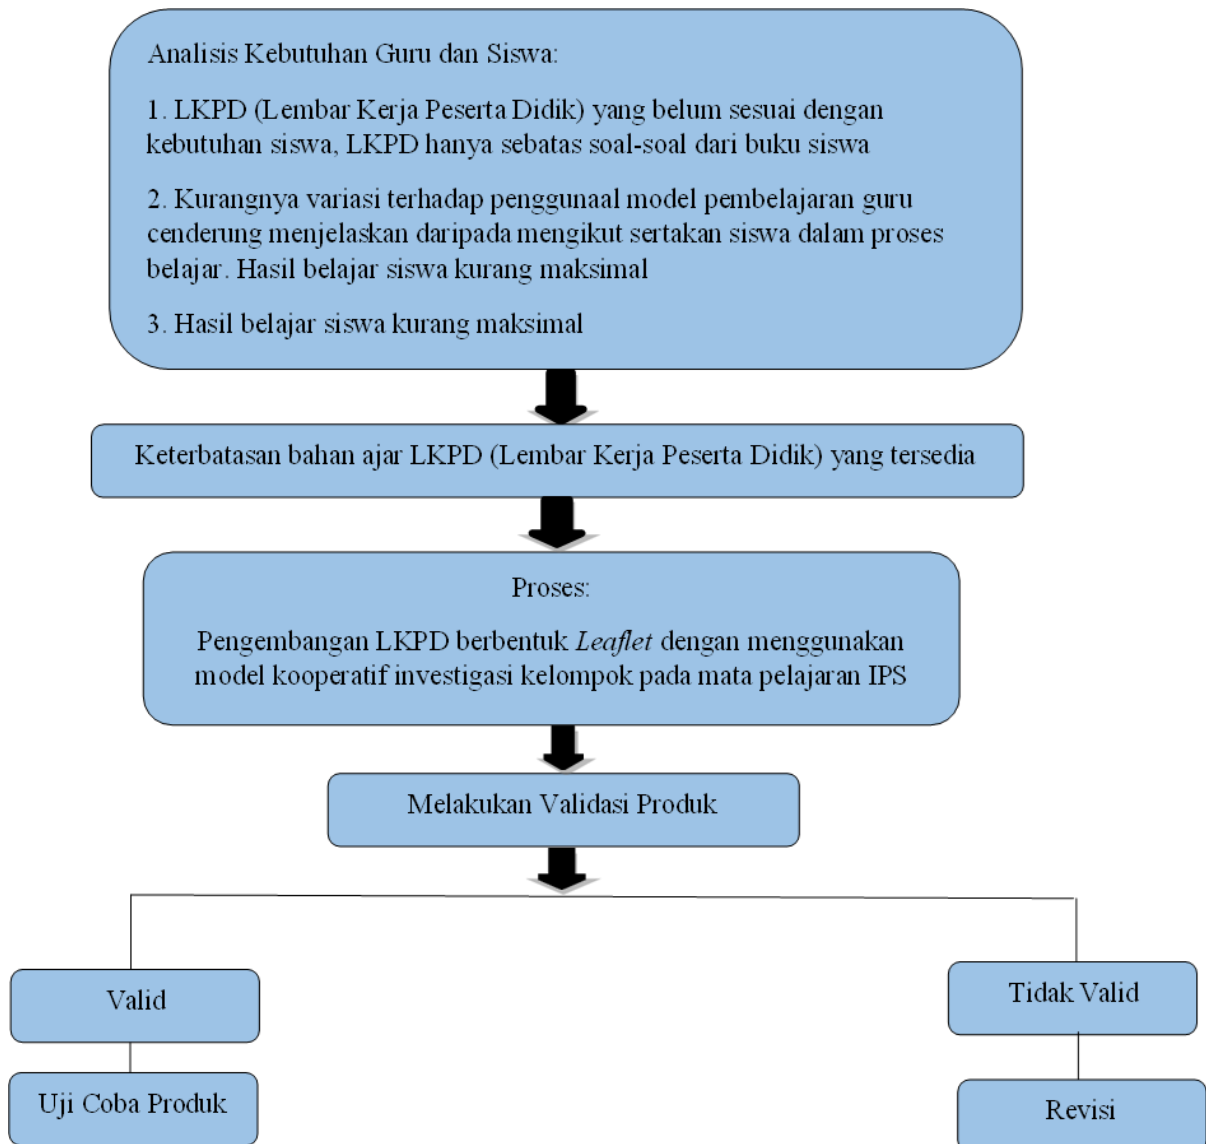 Analisis Kebutuhan Guru dan Siswa:
1. LKPD (Lembar Kerja Peserta Didik) yang belum sesuai dengan
kebutuhan siswa, LKPD hanya sebatas soal-soal dari buku siswa
2. Kurangnya variasi terhadap penggunaal model pembelajaran guru
cenderung menjelaskan daripada mengikut sertakan siswa dalam proses
belajar. Hasil belajar siswa kurang maksimal
3. Hasil belajar siswa kurang maksimal
Keterbatasan bahan ajar LKPD (Lembar Kerja Peserta Didik) yang tersedia
Proses:
Pengembangan LKPD berbentuk Leaflet dengan menggunakan
model kooperatif investigasi kelompok pada mata pelajaran IPS
Melakukan Validasi Produk
Valid
Tidak Valid
Uji Coba Produk
Revisi